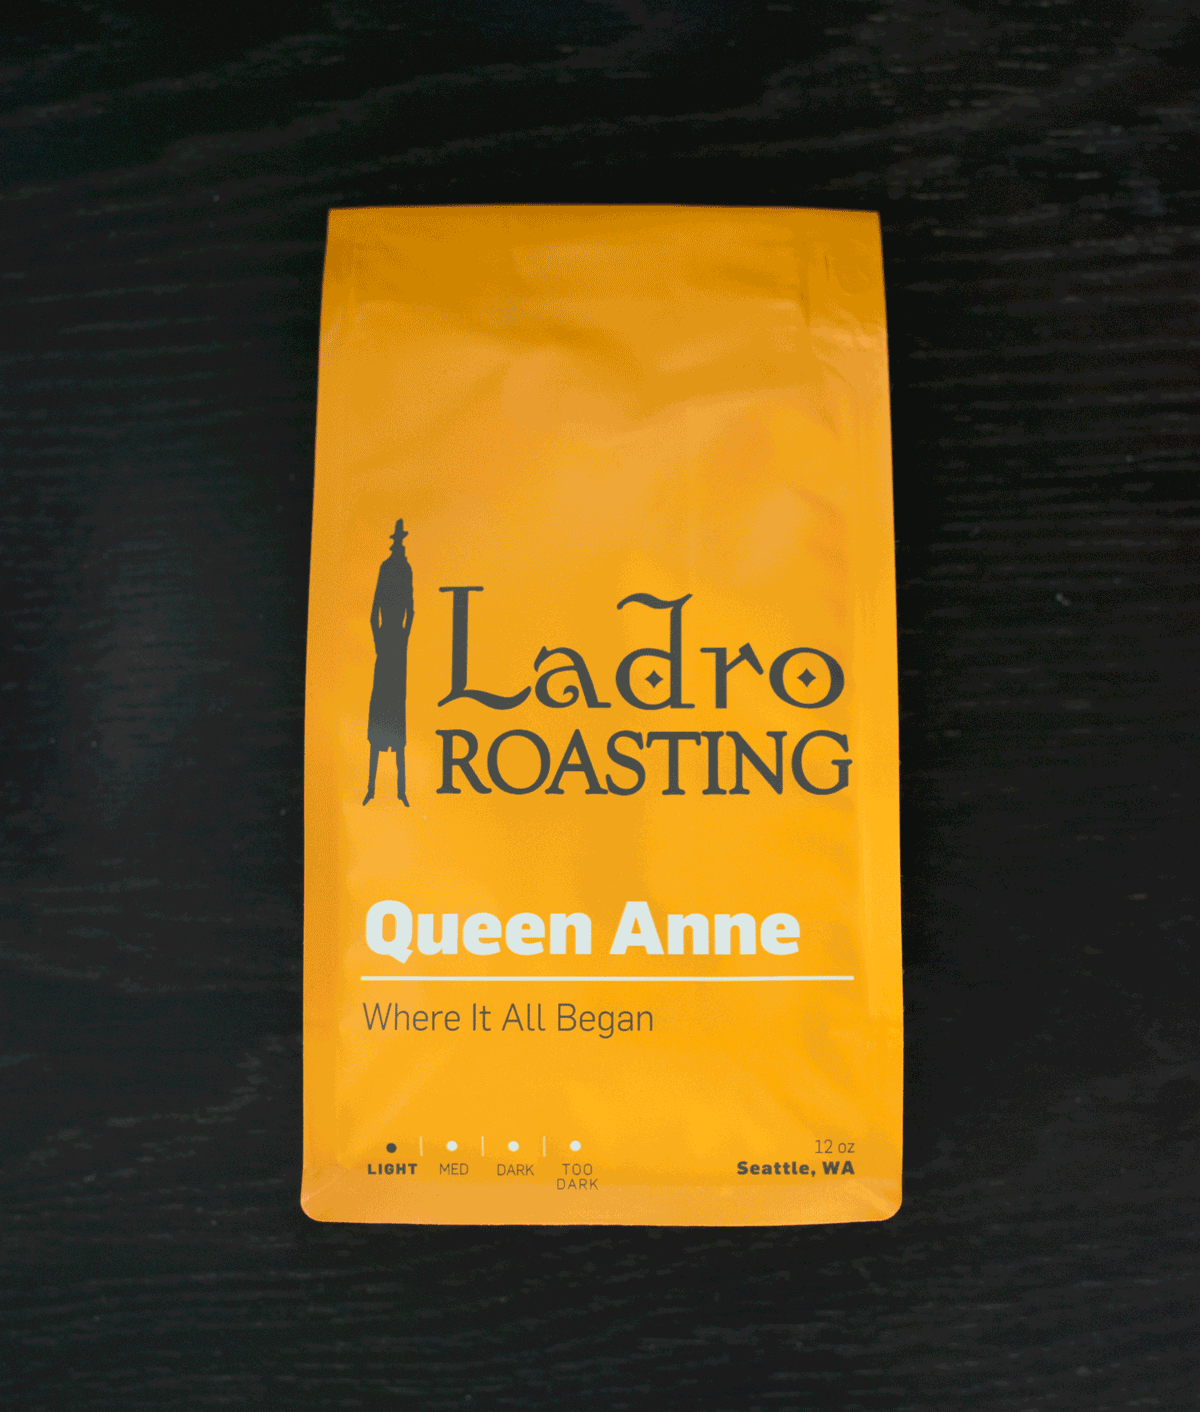 Ladro
ROASTING
Queen Anne
Where It All Began
LIGHT MED DARK TOO DARK
12 oz
Seattle, WA